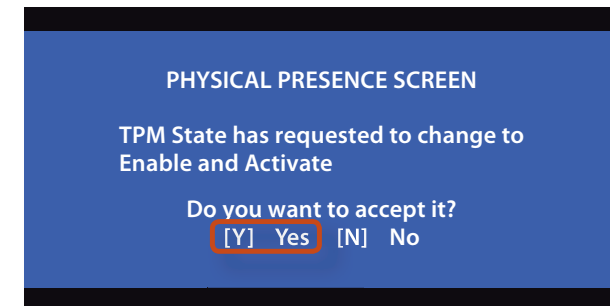 PHYSICAL PRESENCE SCREEN
TPM State has requested to change to
Enable and Activate
Do you want to accept it?
[Y] Yes [N] No